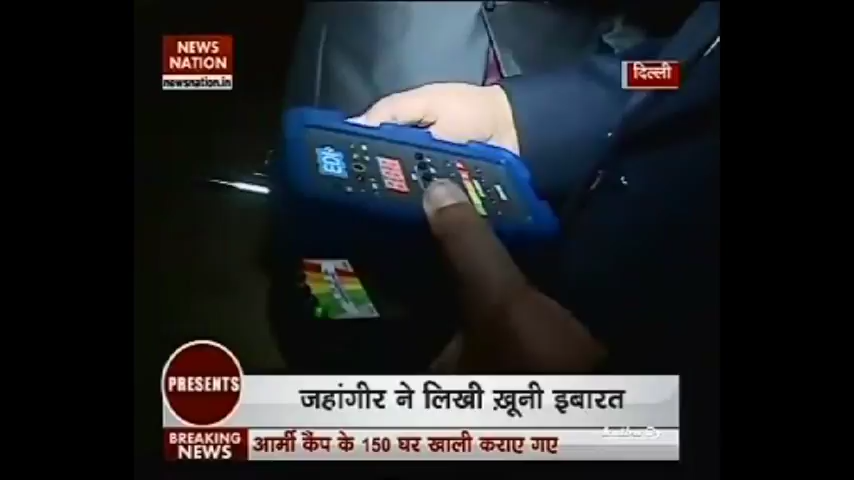 NEWS
NATION
newsnation.in
दिल्ली
PRESENTS
जहांगीर ने लिखी ख़ूनी इबारत
BREAKING
NEWS
आर्मी कैंप के 150 घर खाली कराए गए